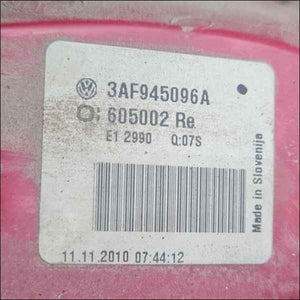 3AF945096A
605002 Re
E1 2990 Q:07S
11.11.2010 07:44:12
Made in Slovenija